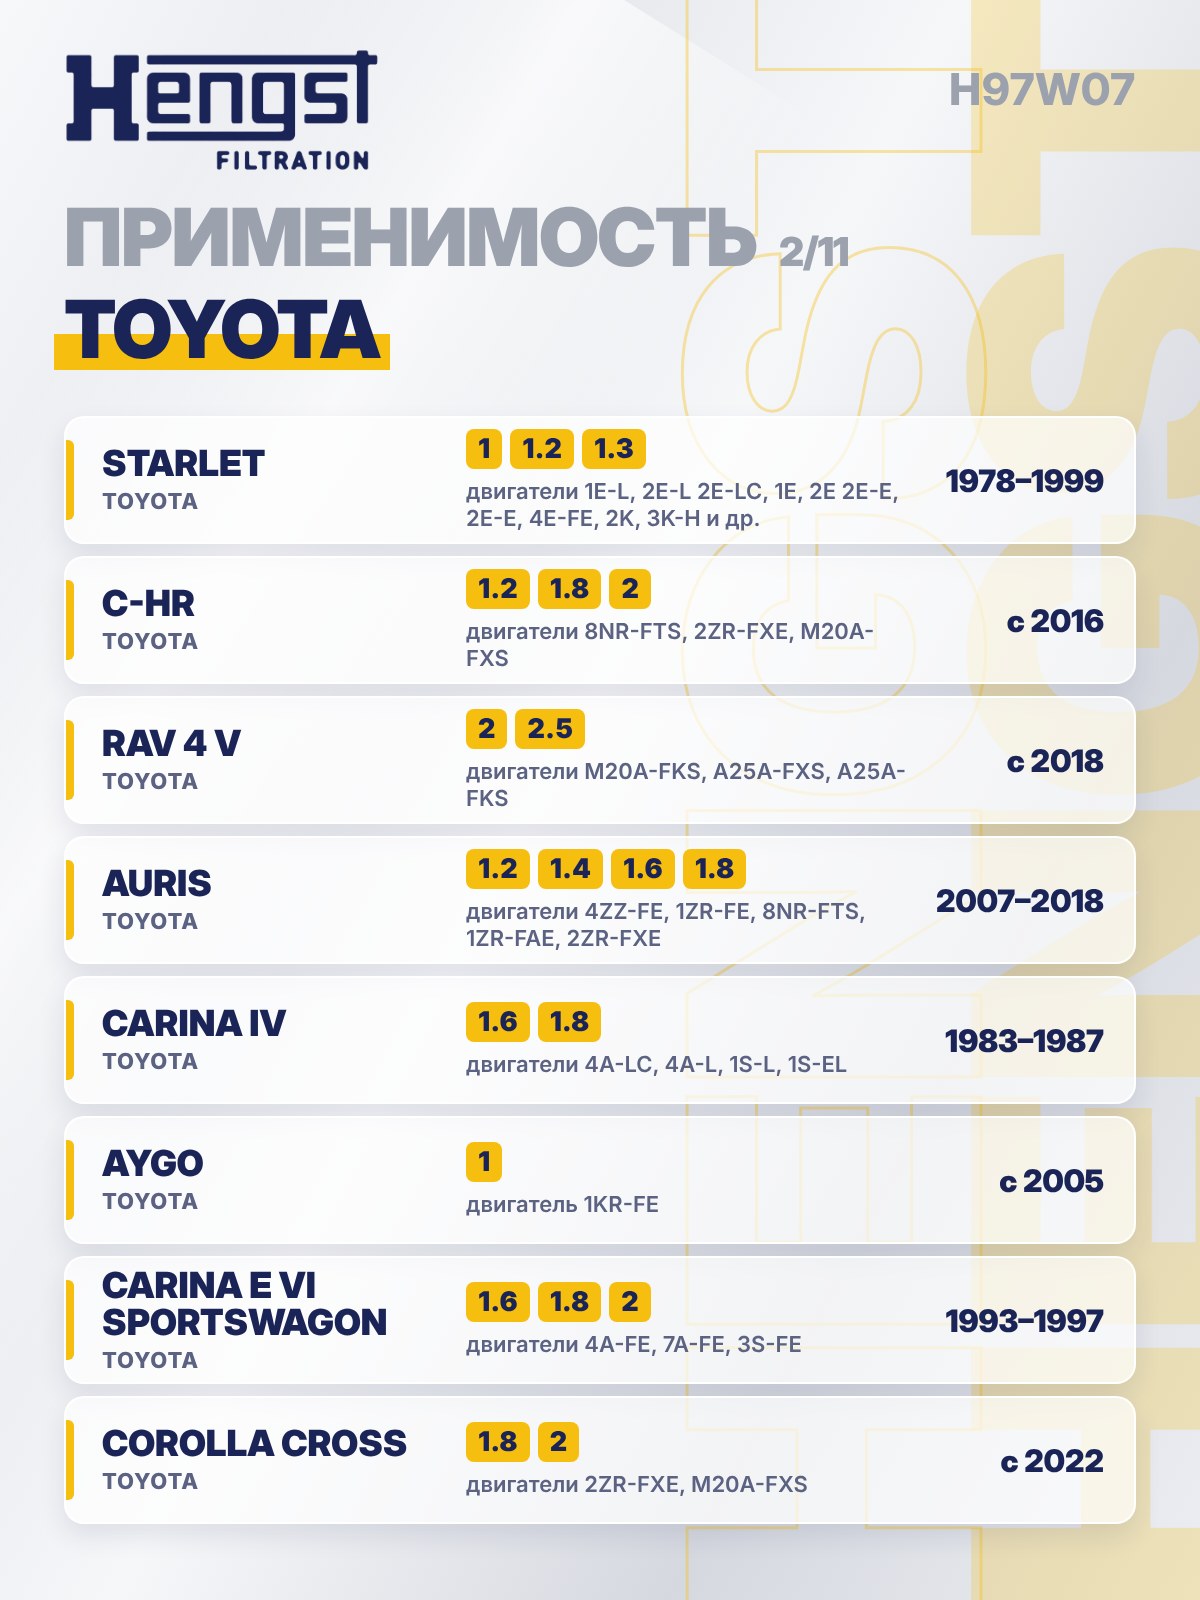 Hengst
FILTRATION
H97W07
ПРИМЕНИМОСТЬ 2/11
TOYOTA
STARLET
TOYOTA
1 1.2 1.3
двигатели 1E-L, 2E-L 2E-LC, 1E, 2E 2E-E,
2E-E, 4E-FE, 2K, 3K-H и др.
1978–1999
C-HR
TOYOTA
1.2 1.8 2
двигатели 8NR-FTS, 2ZR-FXE, M20A-
FXS
с 2016
RAV 4 V
TOYOTA
2 2.5
двигатели M20A-FKS, A25A-FXS, A25A-
FKS
с 2018
AURIS
TOYOTA
1.2 1.4 1.6 1.8
двигатели 4ZZ-FE, 1ZR-FE, 8NR-FTS,
1ZR-FAE, 2ZR-FXE
2007–2018
CARINA IV
TOYOTA
1.6 1.8
двигатели 4A-LC, 4A-L, 1S-L, 1S-EL
1983–1987
AYGO
TOYOTA
1
двигатель 1KR-FE
с 2005
CARINA E VI
SPORTSWAGON
TOYOTA
1.6 1.8 2
двигатели 4A-FE, 7A-FE, 3S-FE
1993–1997
COROLLA CROSS
TOYOTA
1.8 2
двигатели 2ZR-FXE, M20A-FXS
с 2022
HENGST
HENGST